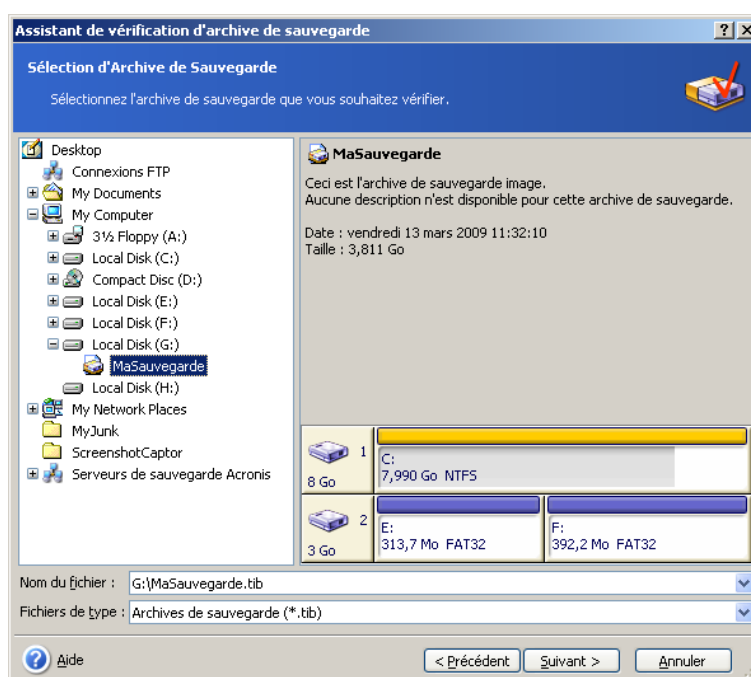 Assistant de vérification d'archive de sauvegarde
Sélection d'Archive de Sauvegarde
Sélectionnez l'archive de sauvegarde que vous souhaitez vérifier.
Desktop
Connexions FTP
My Documents
My Computer
3½ Floppy (A:)
Local Disk (C:)
Compact Disc (D:)
Local Disk (E:)
Local Disk (F:)
Local Disk (G:)
MaSauvegarde
Local Disk (H:)
My Network Places
MyJunk
ScreenshotCaptor
Serveurs de sauvegarde Acronis
MaSauvegarde
Ceci est l'archive de sauvegarde image.
Aucune description n'est disponible pour cette archive de sauvegarde.
Date : vendredi 13 mars 2009 11:32:10
Taille : 3,811 Go
1
8 Go
C:
7,990 Go NTFS
2
3 Go
E:
313,7 Mo FAT32
F:
392,2 Mo FAT32
Nom du fichier : G:\MaSauvegarde.tib
Fichiers de type : Archives de sauvegarde (*.tib)
Aide
< Précédent
Suivant >
Annuler